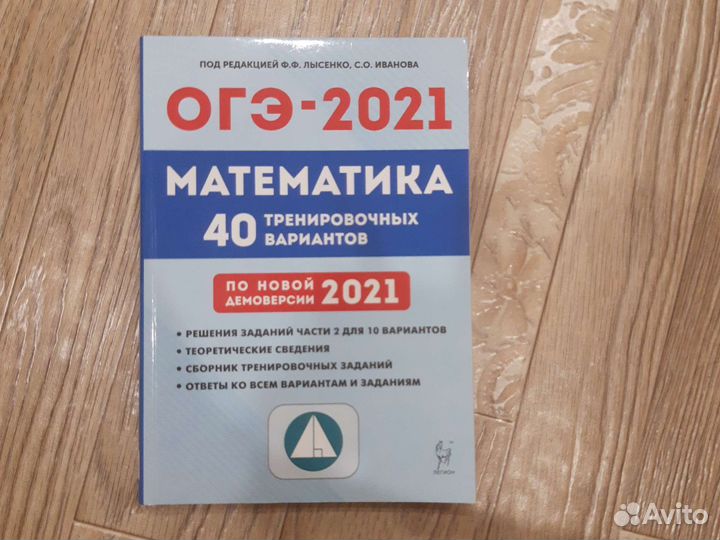 ПОД РЕДАКЦИЕЙ Ф.Ф. ЛЫСЕНКО, С.О. ИВАНОВА
ОГЭ-2021
МАТЕМАТИКА
40 ТРЕНИРОВОЧНЫХ
ВАРИАНТОВ
ПО НОВОЙ
ДЕМОВЕРСИИ 2021
• РЕШЕНИЯ ЗАДАНИЙ ЧАСТИ 2 ДЛЯ 10 ВАРИАНТОВ
• ТЕОРЕТИЧЕСКИЕ СВЕДЕНИЯ
• СБОРНИК ТРЕНИРОВОЧНЫХ ЗАДАНИЙ
• ОТВЕТЫ КО ВСЕМ ВАРИАНТАМ И ЗАДАНИЯМ
ЛЕГИОН
Avito